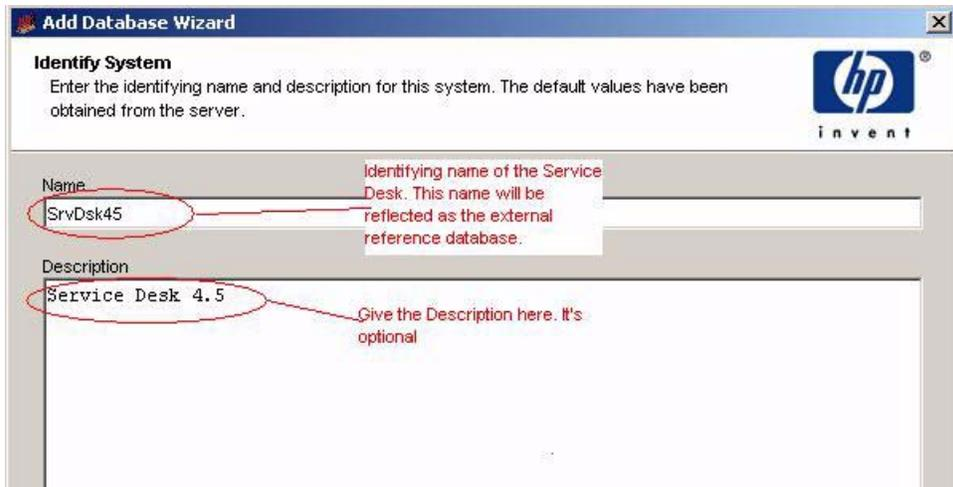 Add Database Wizard
Identify System
Enter the identifying name and description for this system. The default values have been
obtained from the server.
hp
®
invent
Name
SrvDsk45
Identifying name of the Service
Desk. This name will be
reflected as the external
reference database.
Description
Service Desk 4.5
Give the Description here. It's
optional